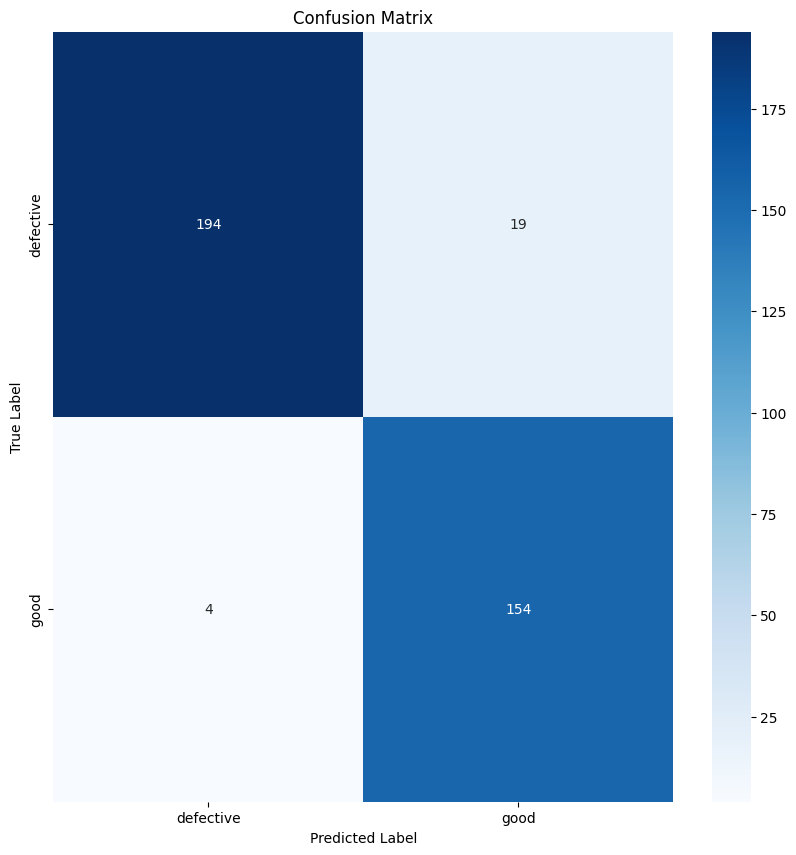 Confusion Matrix
True Label
defective
194
19
good
4
154
defective
good
Predicted Label
175
150
125
100
75
50
25